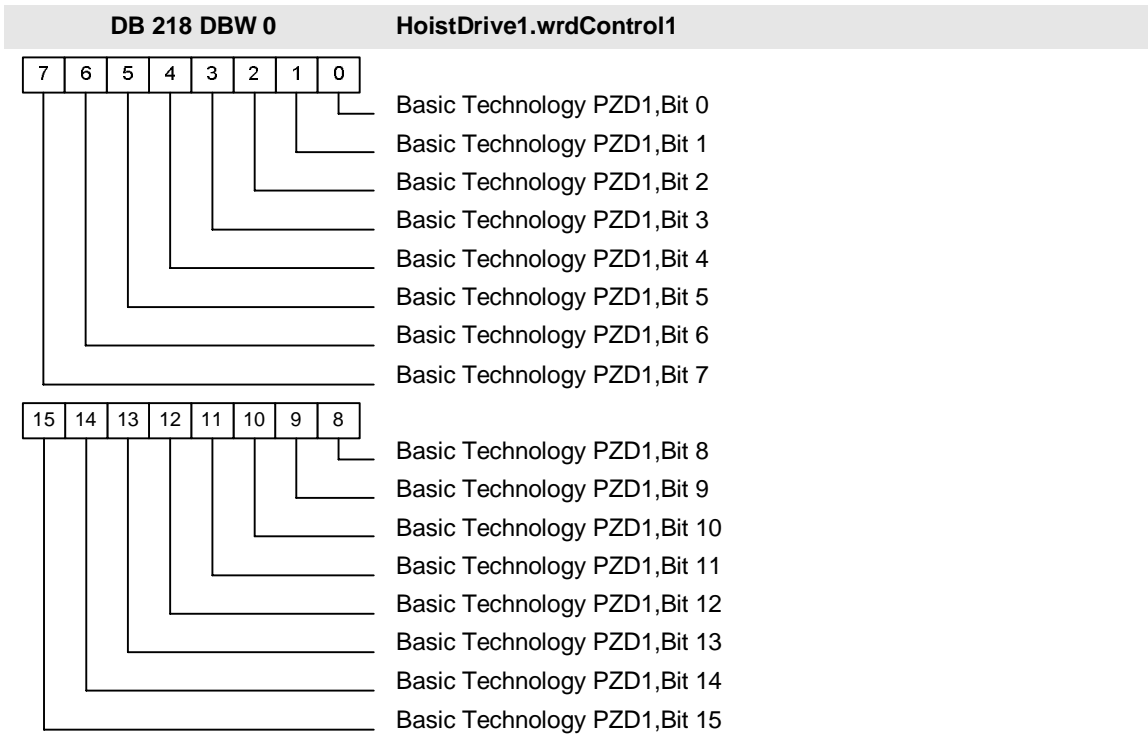 DB 218 DBW 0 HoistDrive1.wrdControl1
7 6 5 4 3 2 1 0
Basic Technology PZD1,Bit 0
Basic Technology PZD1,Bit 1
Basic Technology PZD1,Bit 2
Basic Technology PZD1,Bit 3
Basic Technology PZD1,Bit 4
Basic Technology PZD1,Bit 5
Basic Technology PZD1,Bit 6
Basic Technology PZD1,Bit 7
15 14 13 12 11 10 9 8
Basic Technology PZD1,Bit 8
Basic Technology PZD1,Bit 9
Basic Technology PZD1,Bit 10
Basic Technology PZD1,Bit 11
Basic Technology PZD1,Bit 12
Basic Technology PZD1,Bit 13
Basic Technology PZD1,Bit 14
Basic Technology PZD1,Bit 15